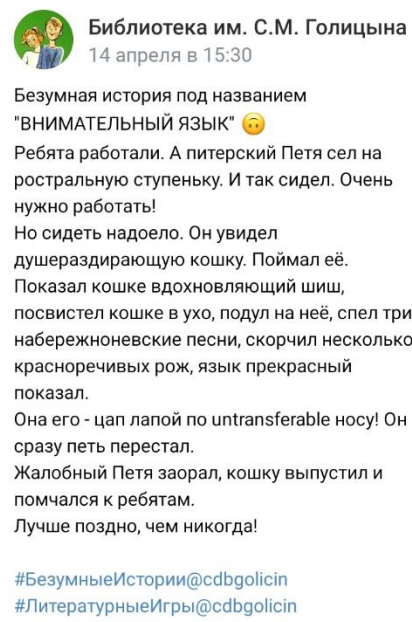 Библиотека им. С.М. Голицына
14 апреля в 15:30
Безумная история под названием
"ВНИМАТЕЛЬНЫЙ ЯЗЫК" 🙃
Ребята работали. А питерский Петя сел на
ростральную ступеньку. И так сидел. Очень
нужно работать!
Но сидеть надоело. Он увидел
душераздирающую кошку. Поймал её.
Показал кошке вдохновляющий шиш,
посвистел кошке в ухо, подул на неё, спел три
набережноневские песни, скорчил несколько
красноречивых рож, язык прекрасный
показал.
Она его - цап лапой по untransferable носу! Он
сразу петь перестал.
Жалобный Петя заорал, кошку выпустил и
помчался к ребятам.
Лучше поздно, чем никогда!
#БезумныеИстории@cdbgolicin
#ЛитературныеИгры@cdbgolicin